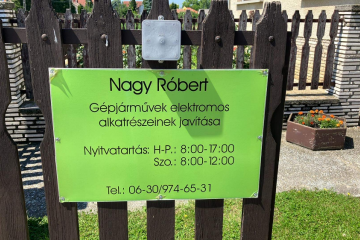 Nagy Róbert
Gépjárművek elektromos
alkatrészeinek javítása
Nyitvatartás: H-P.: 8:00-17:00
Szo.: 8:00-12:00
Tel.: 06-30/974-65-31